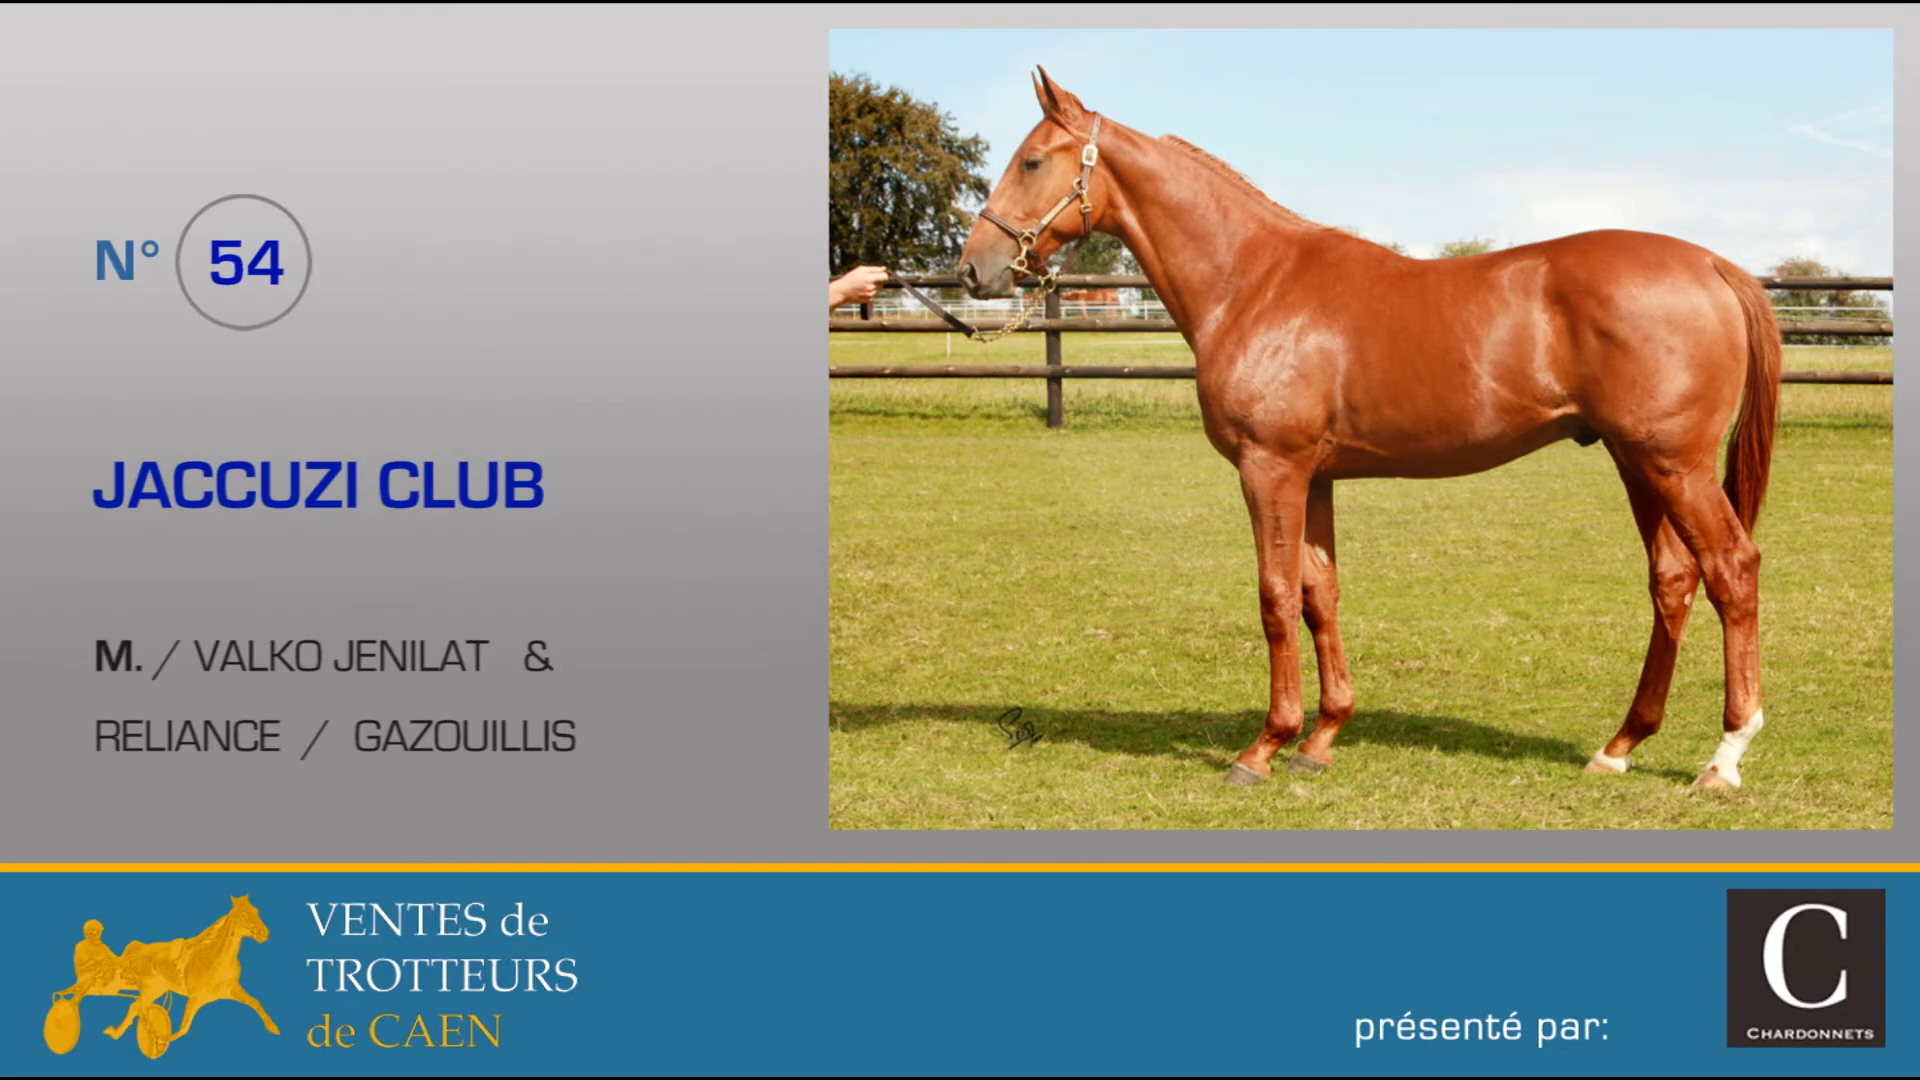 N° 54
JACCUZI CLUB
M. / VALKO JENILAT &
RELIANCE / GAZOUILLIS
VENTES de
TROTTEURS
de CAEN
présenté par:
C
CHARDONNETS